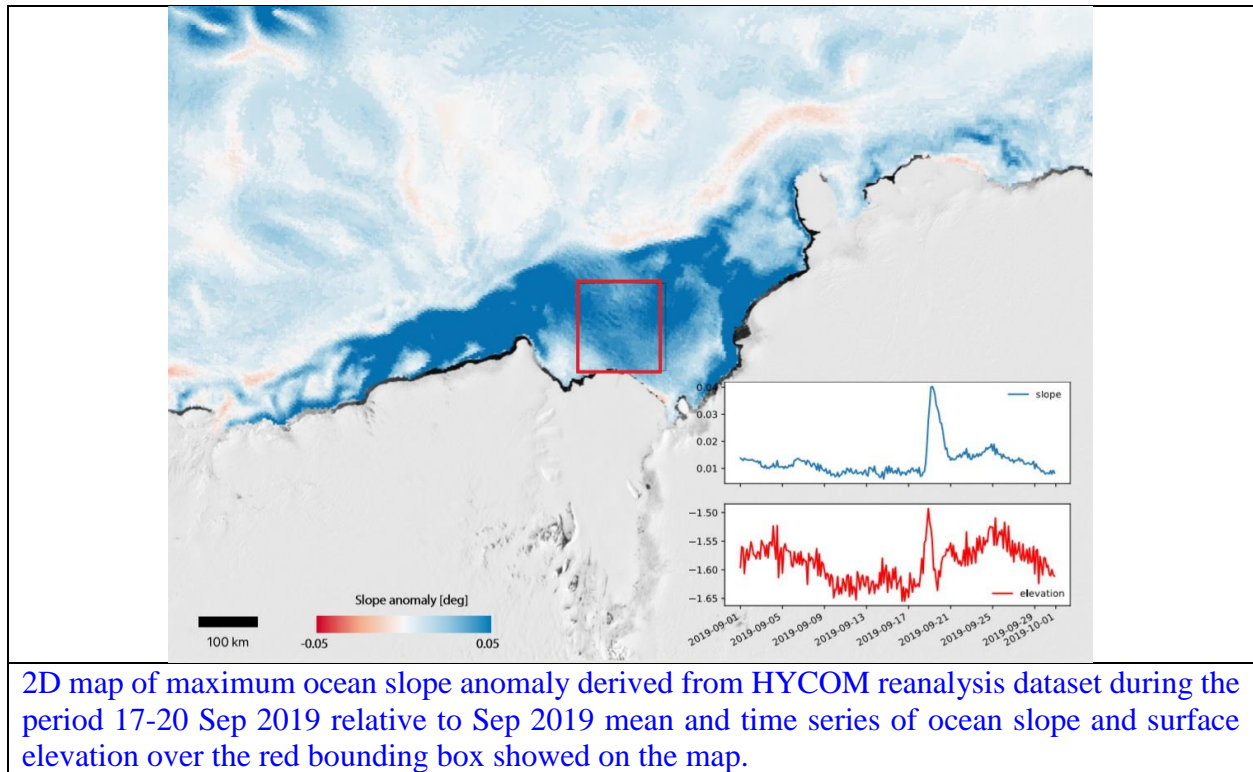 0.04
slope
0.03
0.02
0.01
−1.50
−1.55
−1.60
−1.65
elevation
Slope anomaly [deg]
-0.05 0.05
100 km
2019-09-01
2019-09-05
2019-09-09
2019-09-13
2019-09-17
2019-09-21
2019-09-25
2019-09-29
2019-10-01
2D map of maximum ocean slope anomaly derived from HYCOM reanalysis dataset during the
period 17-20 Sep 2019 relative to Sep 2019 mean and time series of ocean slope and surface
elevation over the red bounding box showed on the map.